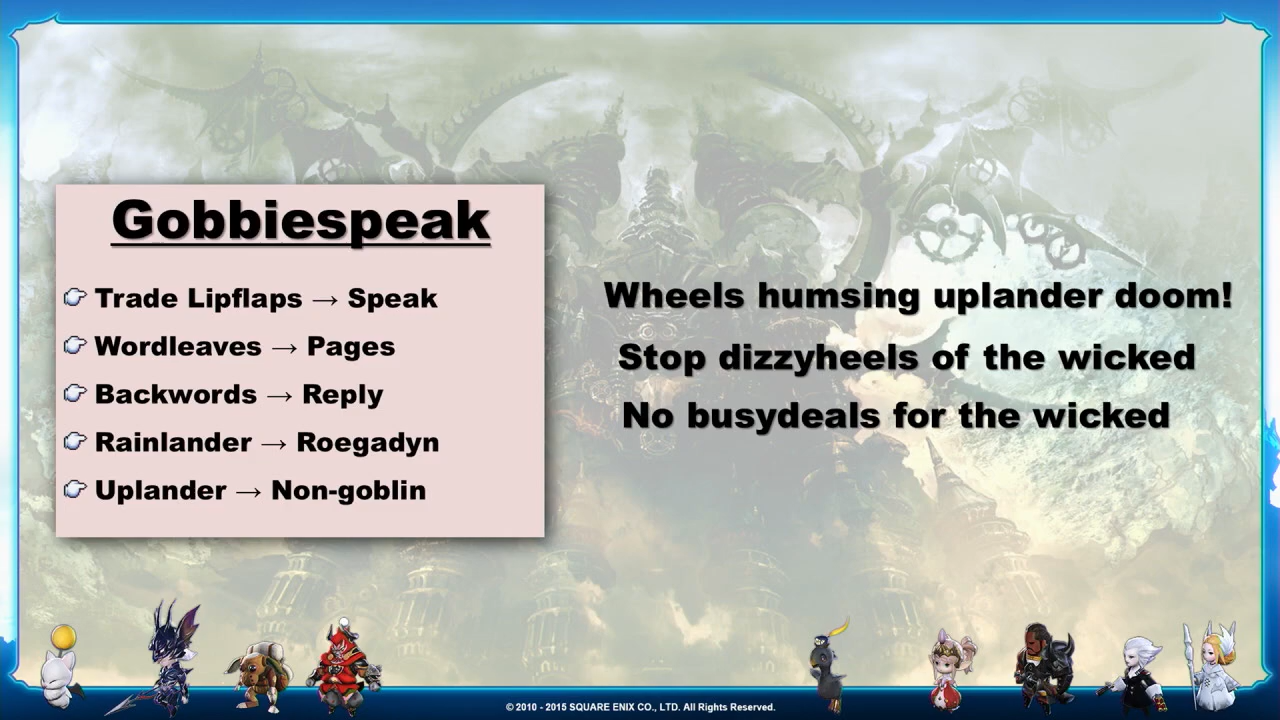 Gobbiespeak
Trade Lipflaps → Speak
Wordleaves → Pages
Backwords → Reply
Rainlander → Roegadyn
Uplander → Non-goblin
Wheels humsing uplander doom!
Stop dizzyheels of the wicked
No busydeals for the wicked
© 2010 - 2015 SQUARE ENIX CO., LTD. All Rights Reserved.